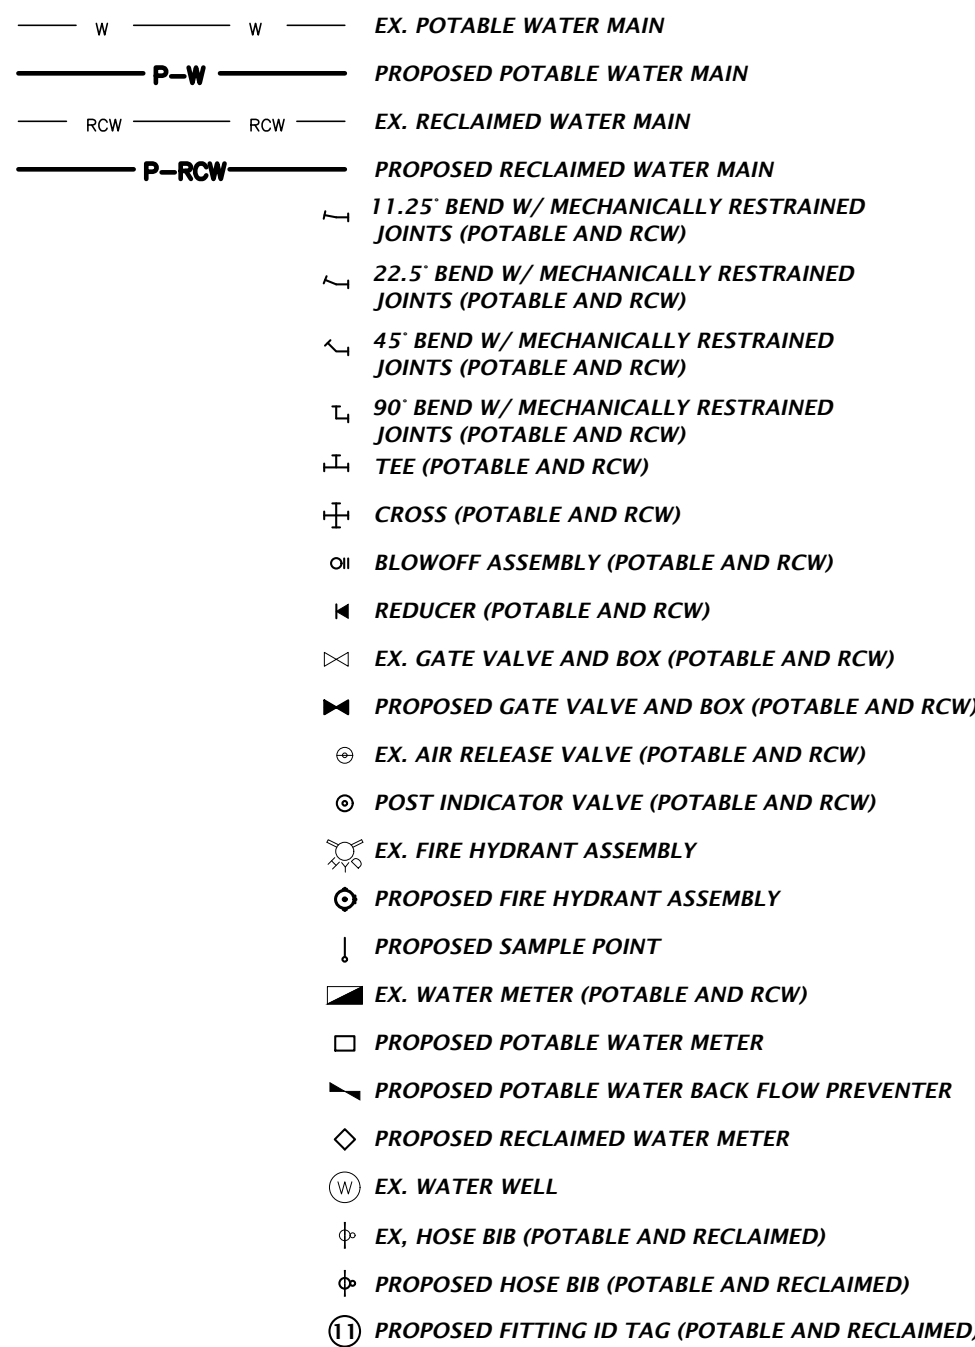 W W EX. POTABLE WATER MAIN
P-W PROPOSED POTABLE WATER MAIN
RCW RCW EX. RECLAIMED WATER MAIN
P-RCW PROPOSED RECLAIMED WATER MAIN
11.25° BEND W/ MECHANICALLY RESTRAINED
JOINTS (POTABLE AND RCW)
22.5° BEND W/ MECHANICALLY RESTRAINED
JOINTS (POTABLE AND RCW)
45° BEND W/ MECHANICALLY RESTRAINED
JOINTS (POTABLE AND RCW)
90° BEND W/ MECHANICALLY RESTRAINED
JOINTS (POTABLE AND RCW)
TEE (POTABLE AND RCW)
CROSS (POTABLE AND RCW)
BLOWOFF ASSEMBLY (POTABLE AND RCW)
REDUCER (POTABLE AND RCW)
EX. GATE VALVE AND BOX (POTABLE AND RCW)
PROPOSED GATE VALVE AND BOX (POTABLE AND RCW)
EX. AIR RELEASE VALVE (POTABLE AND RCW)
POST INDICATOR VALVE (POTABLE AND RCW)
HYD EX. FIRE HYDRANT ASSEMBLY
PROPOSED FIRE HYDRANT ASSEMBLY
PROPOSED SAMPLE POINT
EX. WATER METER (POTABLE AND RCW)
PROPOSED POTABLE WATER METER
PROPOSED POTABLE WATER BACK FLOW PREVENTER
PROPOSED RECLAIMED WATER METER
W EX. WATER WELL
EX, HOSE BIB (POTABLE AND RECLAIMED)
PROPOSED HOSE BIB (POTABLE AND RECLAIMED)
11 PROPOSED FITTING ID TAG (POTABLE AND RECLAIMED)